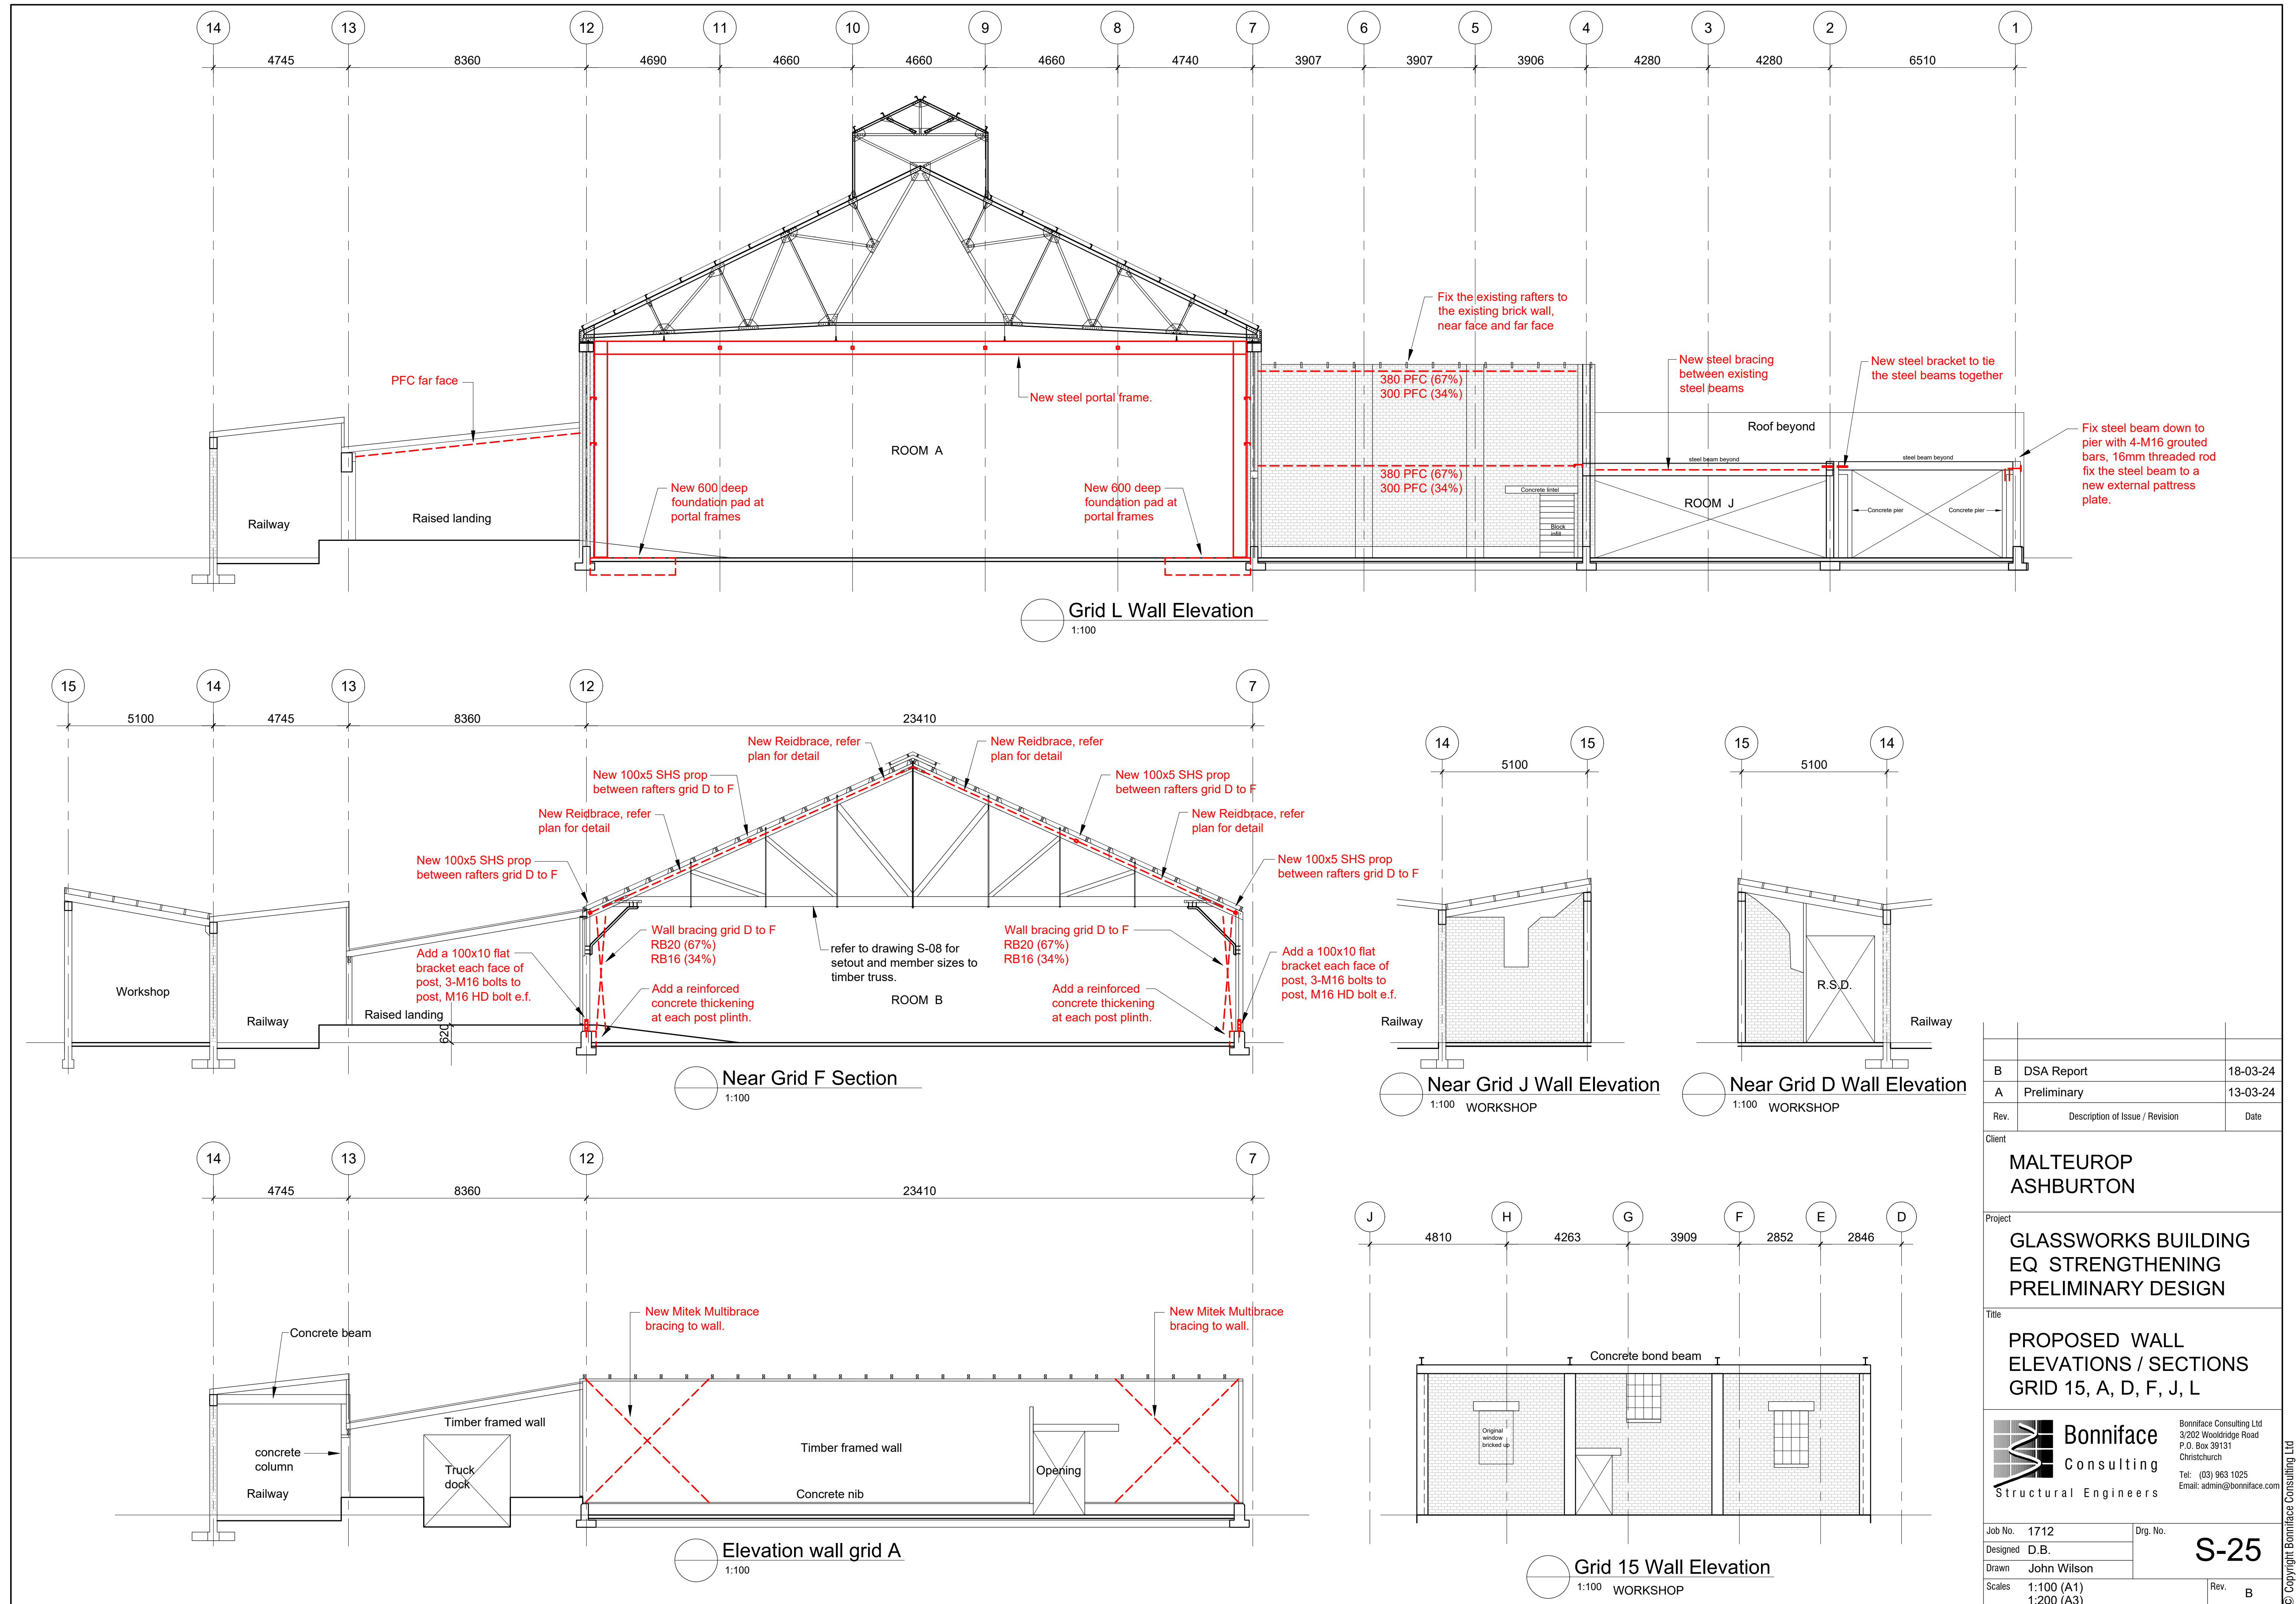 14 13 12 11 10 9 8 7 6 5 4 3 2 1
4745 8360 4690 4660 4660 4660 4740 3907 3907 3906 4280 4280 6510
Fix the existing rafters to
the existing brick wall,
near face and far face
PFC far face
New steel portal frame.
380 PFC (67%)
300 PFC (34%)
New steel bracing
between existing
steel beams
New steel bracket to tie
the steel beams together
Roof beyond
Fix steel beam down to
pier with 4-M16 grouted
bars, 16mm threaded rod
fix the steel beam to a
new external pattress
plate.
ROOM A
steel beam beyond
steel beam beyond
380 PFC (67%)
300 PFC (34%)
Concrete lintel
Block
infill
ROOM J
Concrete pier
Concrete pier
New 600 deep
foundation pad at
portal frames
New 600 deep
foundation pad at
portal frames
Railway
Raised landing
Grid L Wall Elevation
1:100
15 14 13 12 7
5100 4745 8360 23410
New Reidbrace, refer
plan for detail
New Reidbrace, refer
plan for detail
New 100x5 SHS prop
between rafters grid D to F
New 100x5 SHS prop
between rafters grid D to F
New Reidbrace, refer
plan for detail
New Reidbrace, refer
plan for detail
New 100x5 SHS prop
between rafters grid D to F
New 100x5 SHS prop
between rafters grid D to F
Wall bracing grid D to F
RB20 (67%)
RB16 (34%)
refer to drawing S-08 for
setout and member sizes to
timber truss.
Wall bracing grid D to F
RB20 (67%)
RB16 (34%)
Add a 100x10 flat
bracket each face of
post, 3-M16 bolts to
post, M16 HD bolt e.f.
Add a 100x10 flat
bracket each face of
post, 3-M16 bolts to
post, M16 HD bolt e.f.
Add a reinforced
concrete thickening
at each post plinth.
ROOM B
Add a reinforced
concrete thickening
at each post plinth.
Workshop
Railway
Raised landing
620
Near Grid F Section
1:100
14 15
5100
Railway
Near Grid J Wall Elevation
1:100 WORKSHOP
15 14
5100
R.S.D.
Railway
Near Grid D Wall Elevation
1:100 WORKSHOP
14 13 12 7
4745 8360 23410
New Mitek Multibrace
bracing to wall.
New Mitek Multibrace
bracing to wall.
Concrete beam
Timber framed wall
concrete
column
Railway
Truck
dock
Timber framed wall
Concrete nib
Opening
Elevation wall grid A
1:100
J H G F E D
4810 4263 3909 2852 2846
Concrete bond beam
Original
window
bricked up
Grid 15 Wall Elevation
1:100 WORKSHOP
B DSA Report 18-03-24
A Preliminary 13-03-24
Rev. Description of Issue / Revision Date
Client
MALTEUROP
ASHBURTON
Project
GLASSWORKS BUILDING
EQ STRENGTHENING
PRELIMINARY DESIGN
Title
PROPOSED WALL
ELEVATIONS / SECTIONS
GRID 15, A, D, F, J, L
Bonniface
Consulting
Structural Engineers
Bonniface Consulting Ltd
3/202 Wooldridge Road
P.O. Box 39131
Christchurch
Tel: (03) 963 1025
Email: admin@bonniface.com
Job No. 1712
Designed D.B.
Drawn John Wilson
Scales 1:100 (A1)
1:200 (A3)
Drg. No.
S-25
Rev. B
© Copyright Bonniface Consulting Ltd